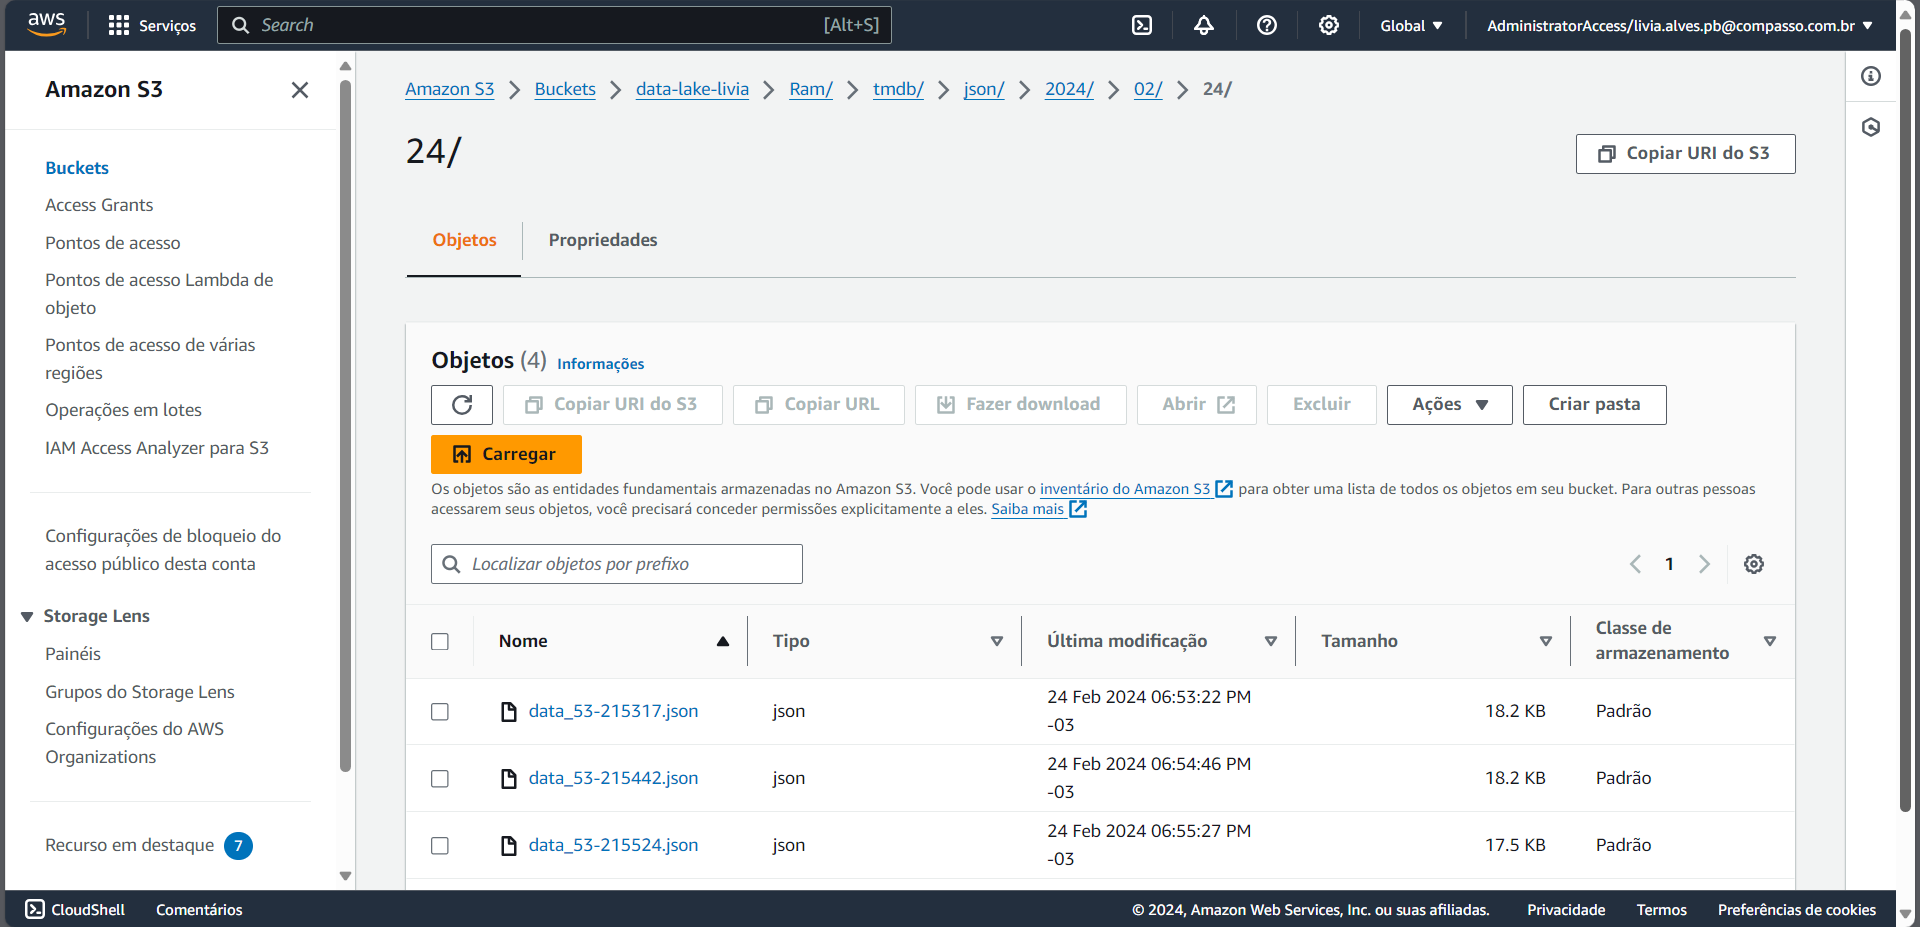 aws
Serviços
Search [Alt+S]
Global
AdministratorAccess/livia.alves.pb@compasso.com.br
Amazon S3
Buckets
Access Grants
Pontos de acesso
Pontos de acesso Lambda de
objeto
Pontos de acesso de várias
regiões
Operações em lotes
IAM Access Analyzer para S3
Configurações de bloqueio do
acesso público desta conta
Storage Lens
Painéis
Grupos do Storage Lens
Configurações do AWS
Organizations
Recurso em destaque 7
Amazon S3 Buckets data-lake-livia Ram/ tmdb/ json/ 2024/ 02/ 24/
24/
Copiar URI do S3
Objetos Propriedades
Objetos (4) Informações
Copiar URI do S3 Copiar URL Fazer download Abrir Excluir Ações Criar pasta
Carregar
Os objetos são as entidades fundamentais armazenadas no Amazon S3. Você pode usar o inventário do Amazon S3 para obter uma lista de todos os objetos em seu bucket. Para outras pessoas
acessarem seus objetos, você precisará conceder permissões explicitamente a eles. Saiba mais
Localizar objetos por prefixo
1
Nome Tipo Última modificação Tamanho Classe de
armazenamento
data_53-215317.json json 24 Feb 2024 06:53:22 PM
-03 18.2 KB Padrão
data_53-215442.json json 24 Feb 2024 06:54:46 PM
-03 18.2 KB Padrão
data_53-215524.json json 24 Feb 2024 06:55:27 PM
-03 17.5 KB Padrão
CloudShell Comentários © 2024, Amazon Web Services, Inc. ou suas afiliadas. Privacidade Termos Preferências de cookies